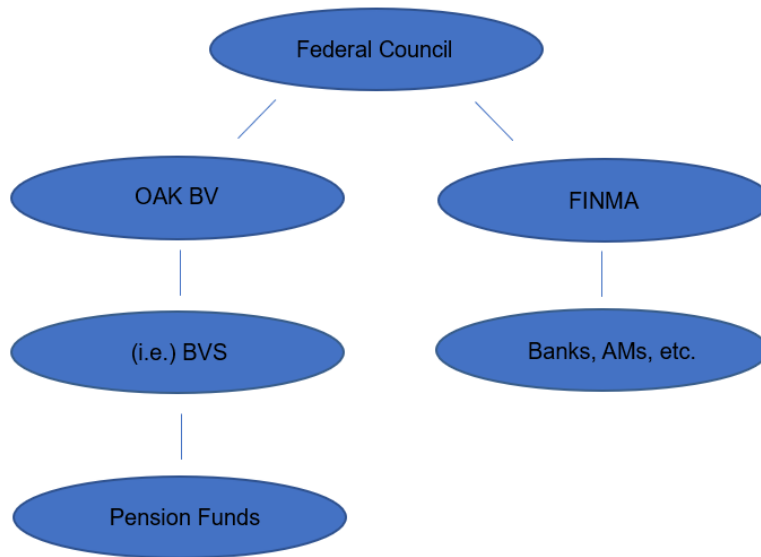 Federal Council
OAK BV
FINMA
(i.e.) BVS
Banks, AMs, etc.
Pension Funds